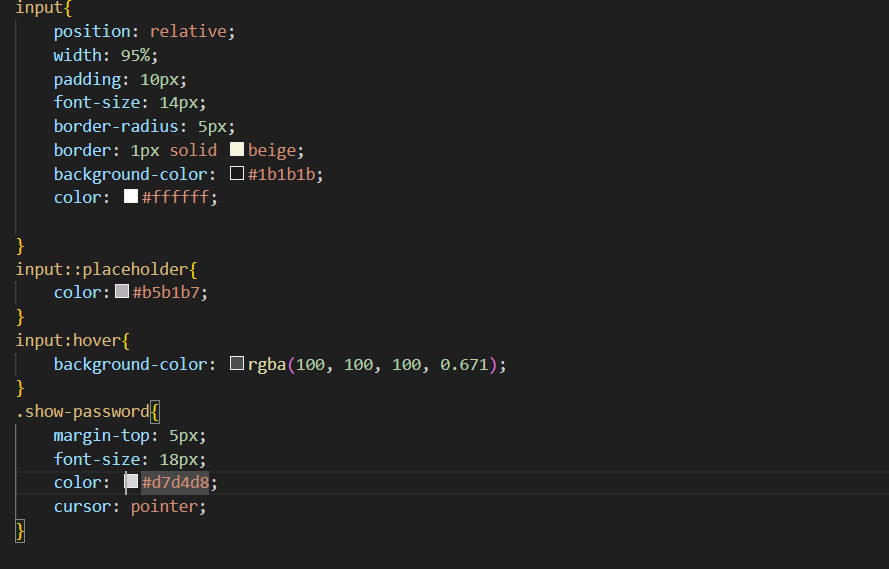 input{
position: relative;
width: 95%;
padding: 10px;
font-size: 14px;
border-radius: 5px;
border: 1px solid beige;
background-color: #1b1b1b;
color: #ffffff;
}
input::placeholder{
color: #b5b1b7;
}
input:hover{
background-color: rgba(100, 100, 100, 0.671);
}
.show-password{
margin-top: 5px;
font-size: 18px;
color: #d7d4d8;
cursor: pointer;
}